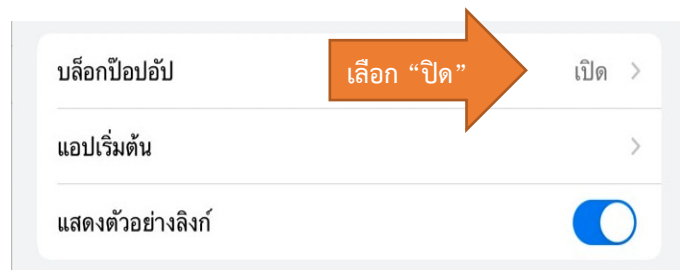 บล็อกป๊อปอัป เลือก “ปิด” เปิด
แอปเริ่มต้น
แสดงตัวอย่างลิงก์